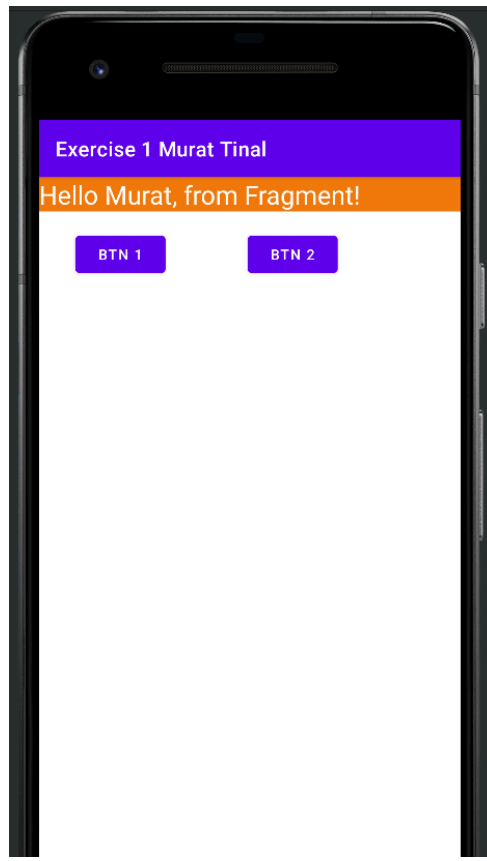 Exercise 1 Murat Tinal
Hello Murat, from Fragment!
BTN 1 BTN 2